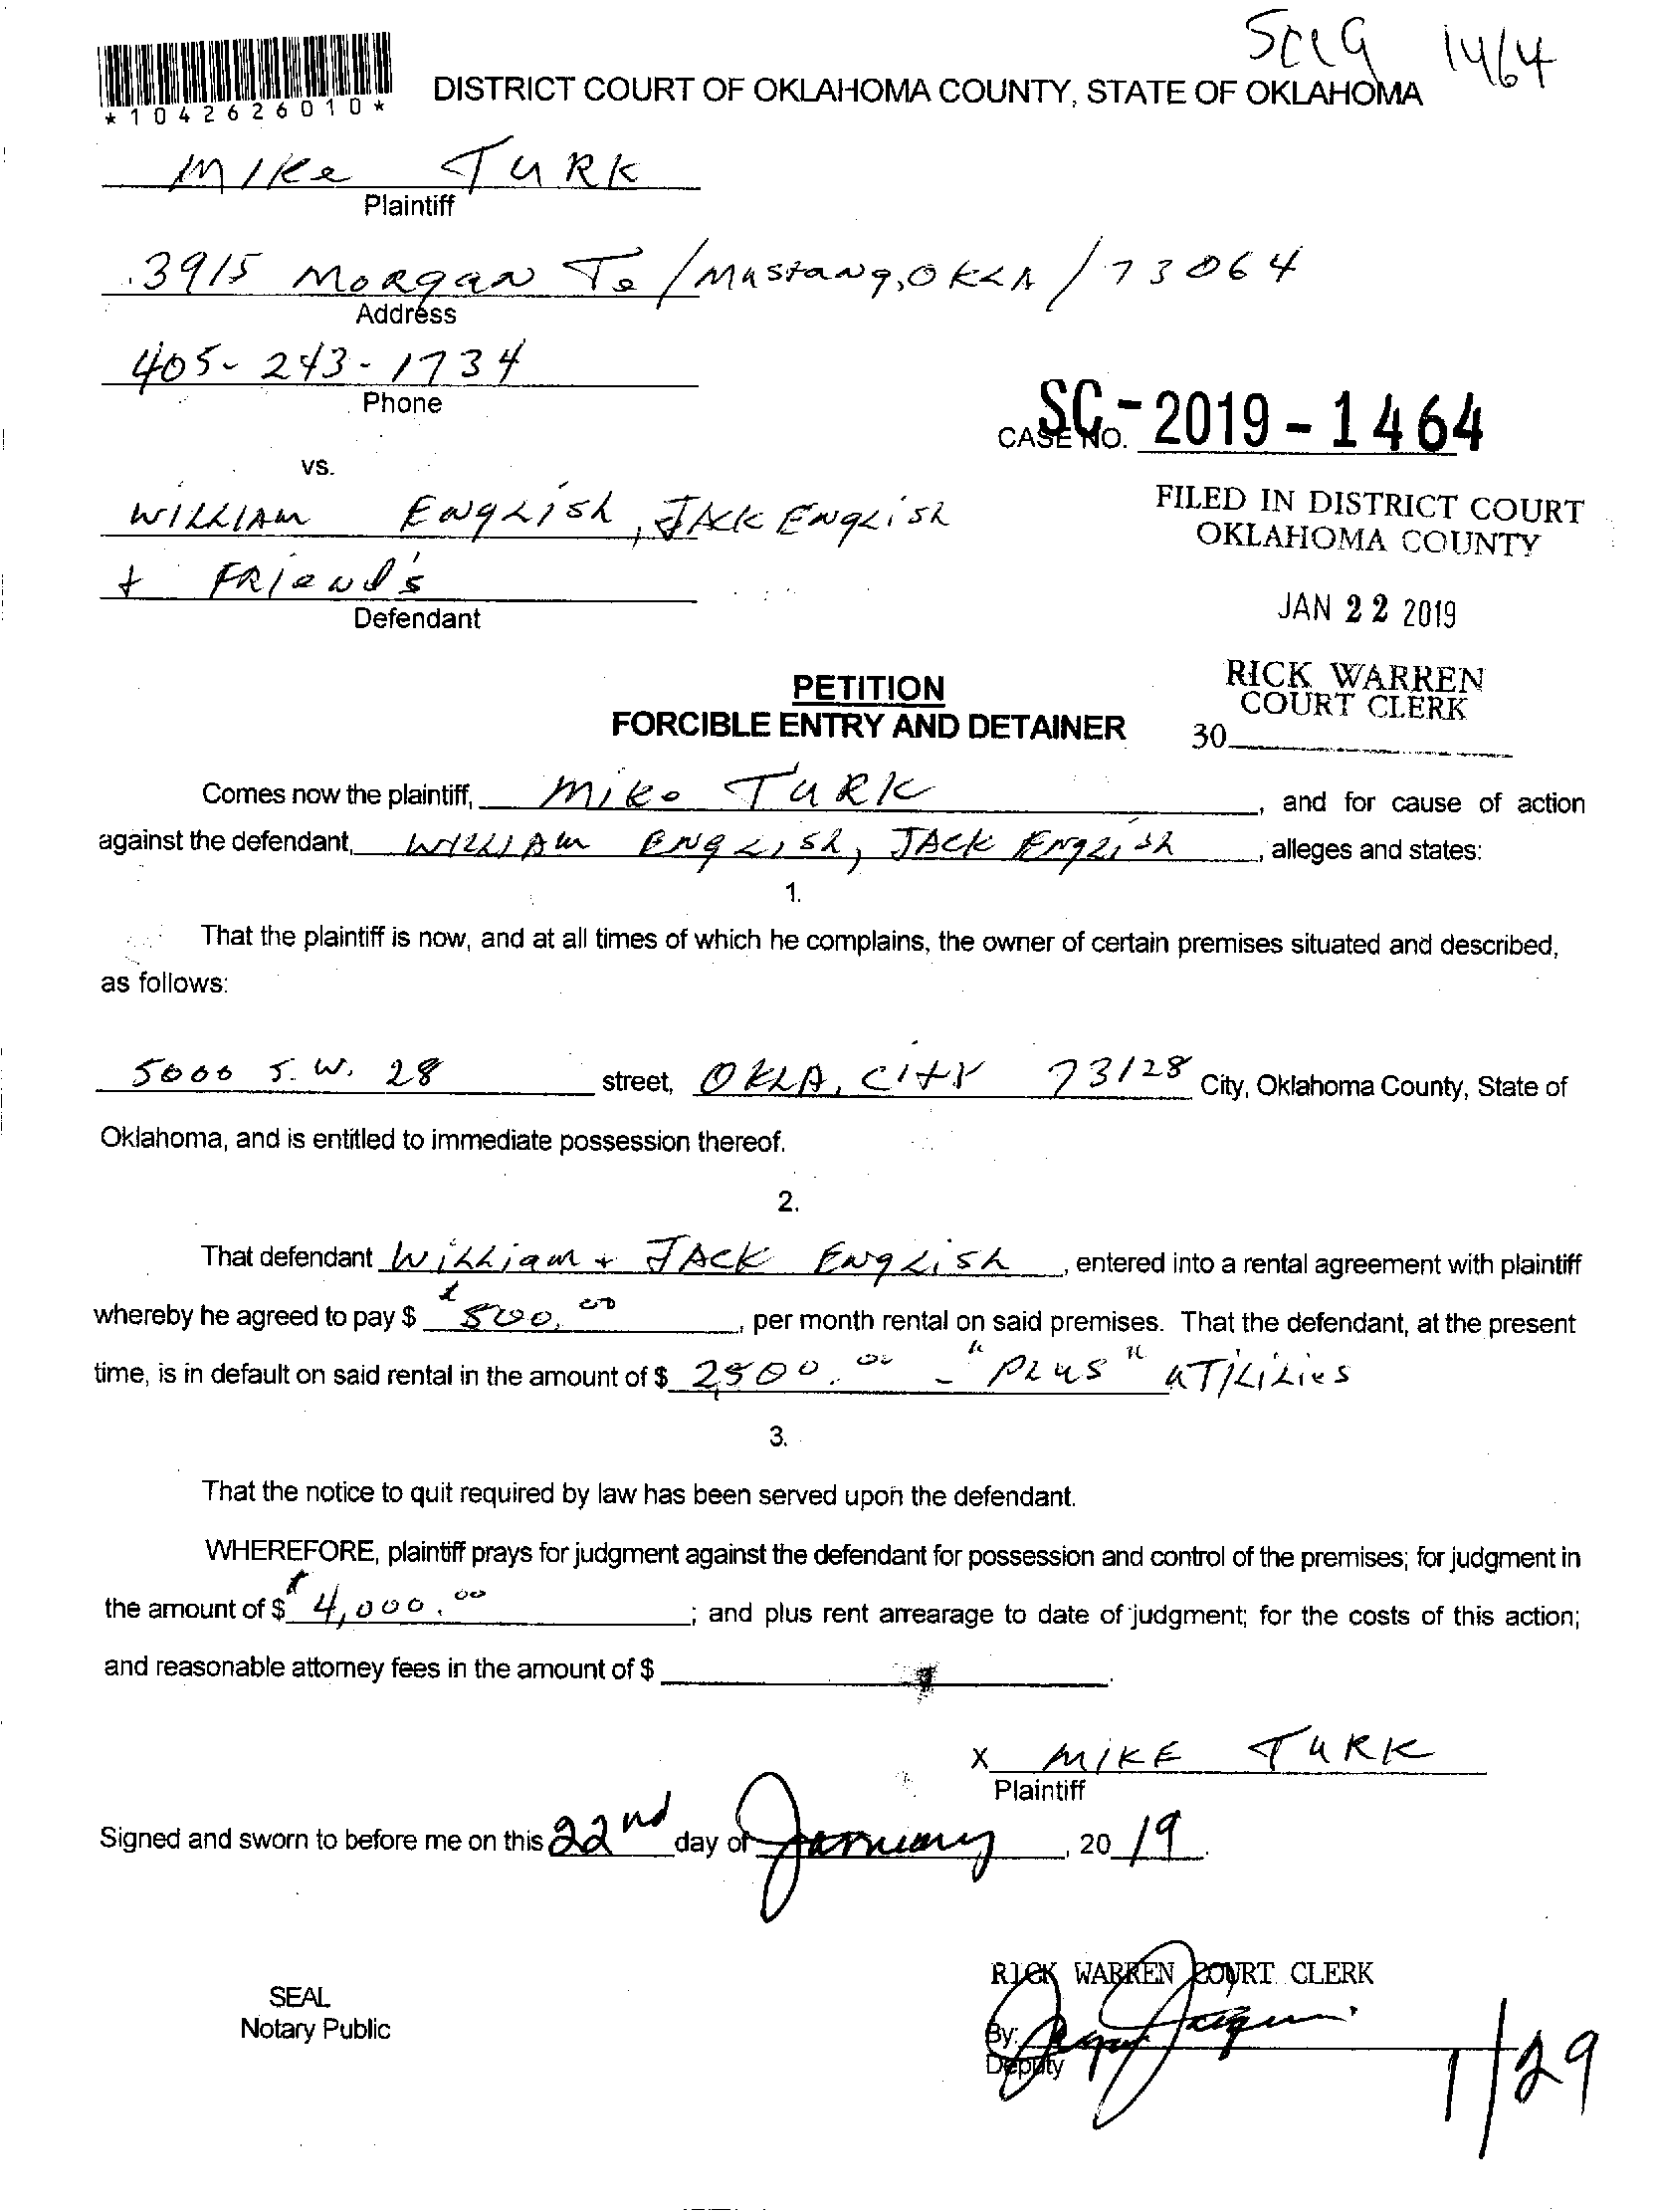 SC19 1464
*1042626010*
DISTRICT COURT OF OKLAHOMA COUNTY, STATE OF OKLAHOMA
Mike Turk
Plaintiff
3915 Morgan Te / Mustang, Okla / 73064
Address
405-243-1734
Phone
CASE NO. SC-2019-1464
vs.
William English, Jack English
+ Friend's
Defendant
FILED IN DISTRICT COURT
OKLAHOMA COUNTY
JAN 22 2019
RICK WARREN
COURT CLERK
30
PETITION
FORCIBLE ENTRY AND DETAINER
Comes now the plaintiff, Mike Turk, and for cause of action
against the defendant, William English, Jack English, alleges and states:
1.
That the plaintiff is now, and at all times of which he complains, the owner of certain premises situated and described,
as follows:
5000 S.W. 28 street, Okla, City 73128 City, Oklahoma County, State of
Oklahoma, and is entitled to immediate possession thereof.
2.
That defendant William + Jack English, entered into a rental agreement with plaintiff
whereby he agreed to pay $ $500.00, per month rental on said premises. That the defendant, at the present
time, is in default on said rental in the amount of $ 2,500.00 - "Plus" utilities
3.
That the notice to quit required by law has been served upon the defendant.
WHEREFORE, plaintiff prays for judgment against the defendant for possession and control of the premises; for judgment in
the amount of $ $4,000.00; and plus rent arrearage to date of judgment; for the costs of this action;
and reasonable attorney fees in the amount of $
X Mike Turk
Plaintiff
Signed and sworn to before me on this 22nd day of January, 2019.
SEAL
Notary Public
RICK WARREN COURT CLERK
By:
Deputy
1/29